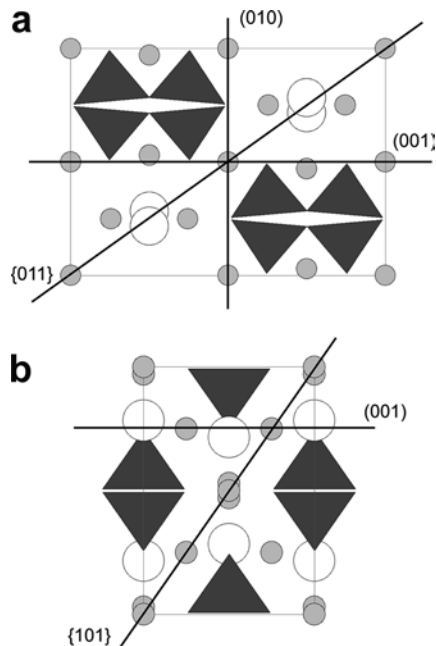 a
(010)
(001)
{011}
b
(001)
{101}